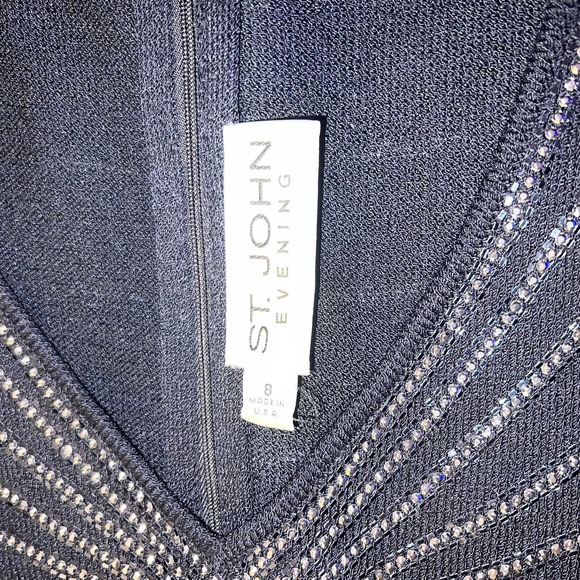 ST. JOHN
EVENING
8
MADE IN
U.S.A